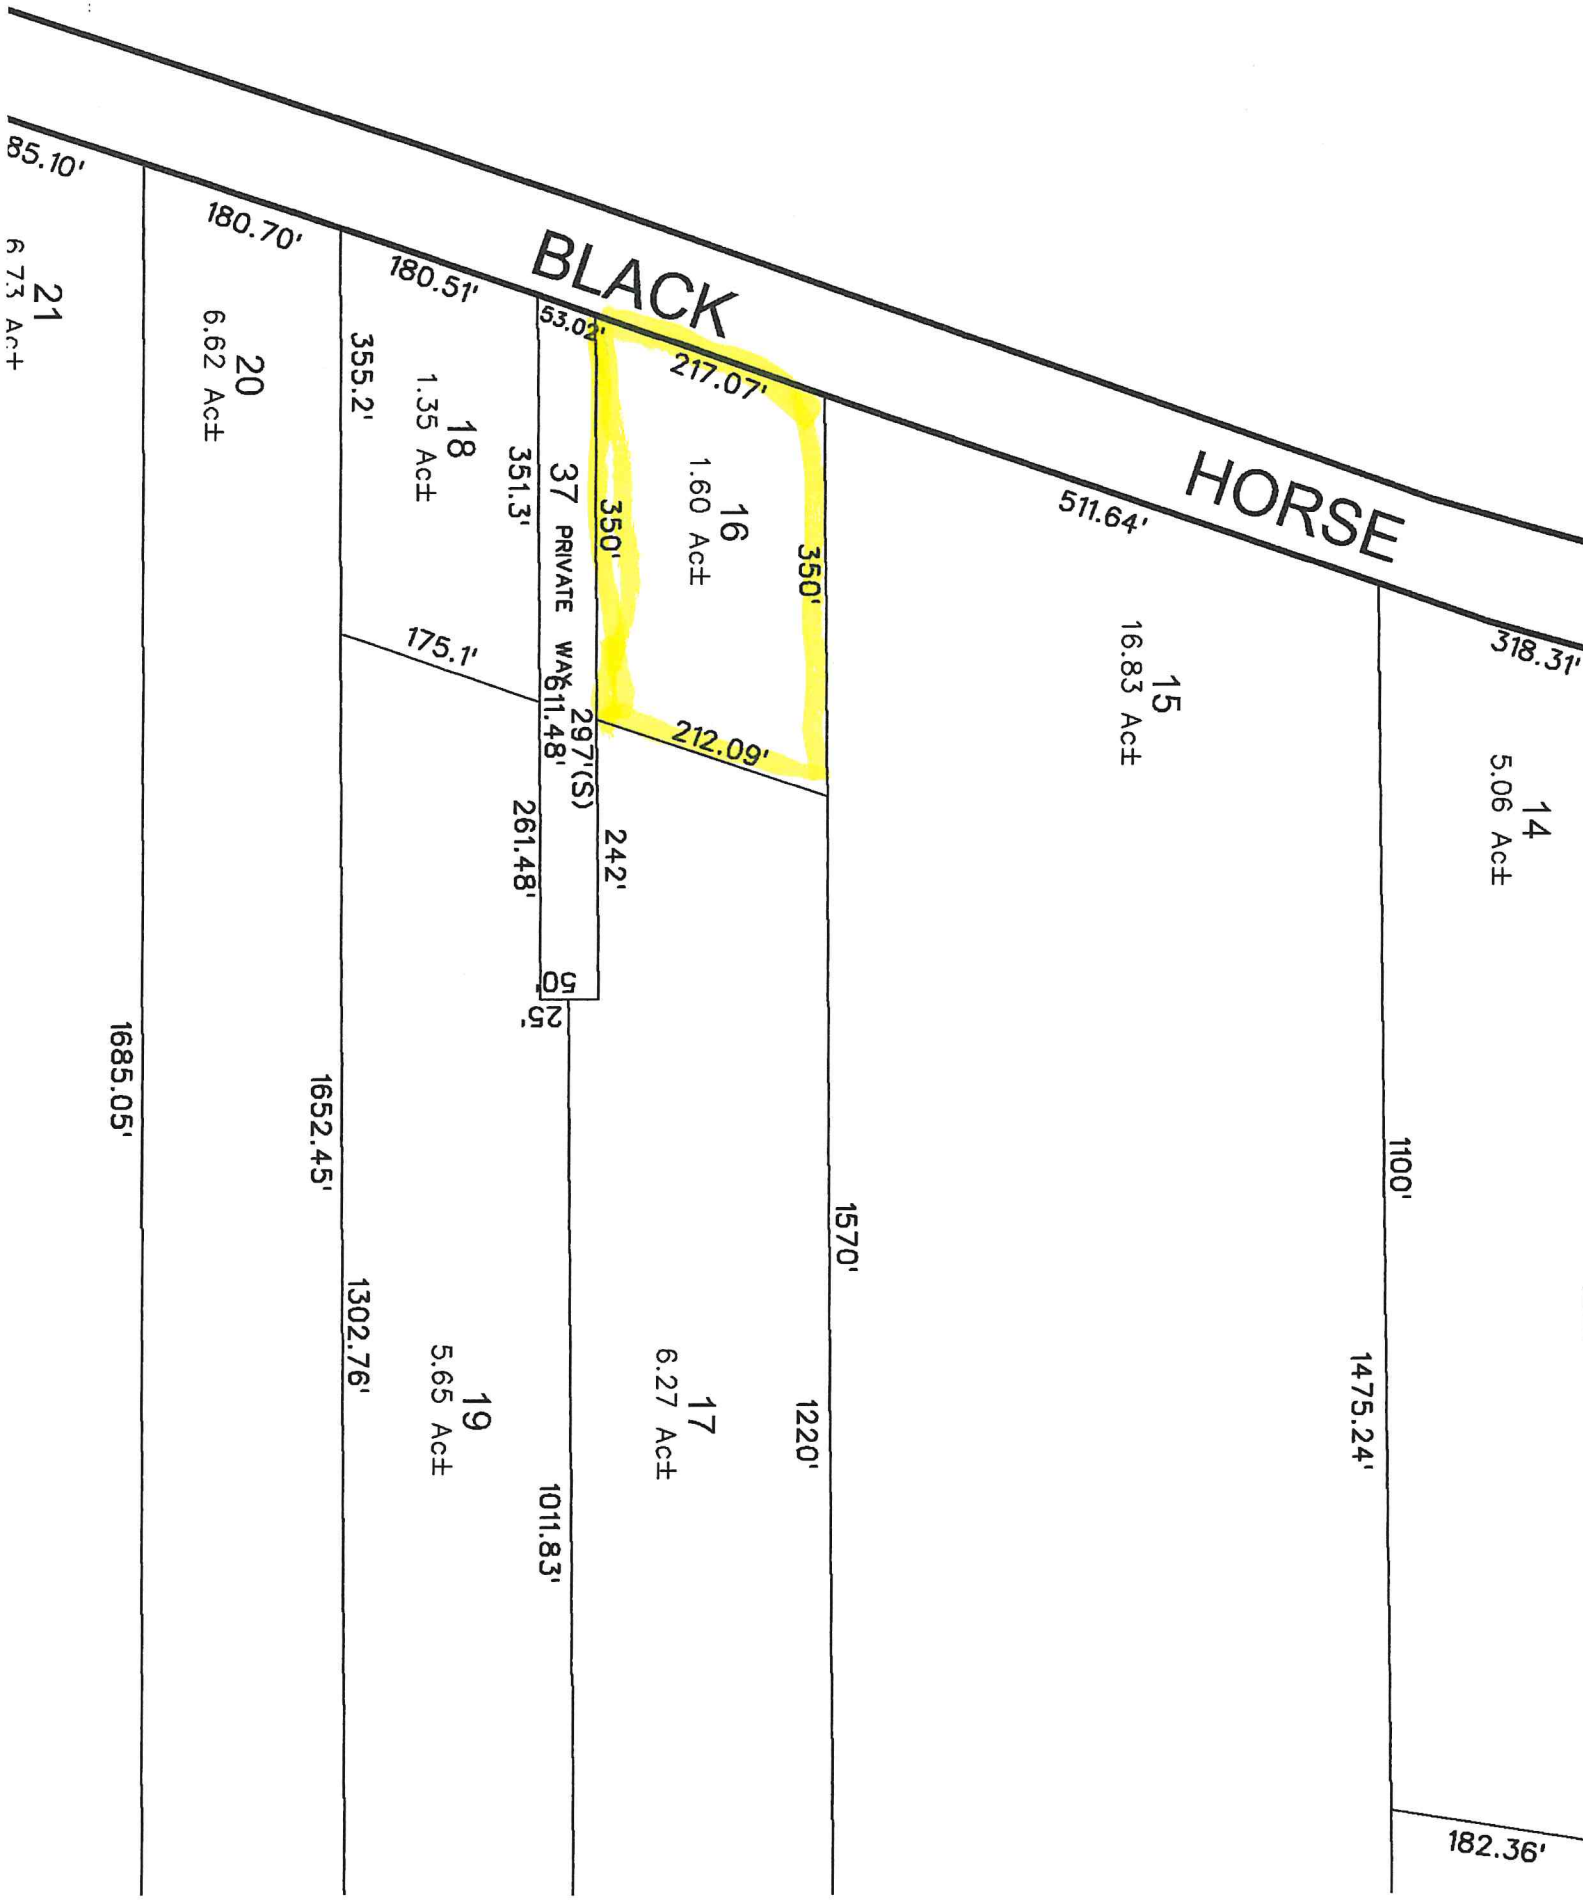 BLACK
HORSE
85.10'
21
6.73 Ac±
180.70'
20
6.62 Ac±
1685.05'
180.51'
355.2'
18
1.35 Ac±
351.3'
175.1'
1652.45'
1302.76'
19
5.65 Ac±
53.02'
37 PRIVATE WAY
611.48'
297'(S)
261.48'
242'
50'
25'
1011.83'
217.07'
350'
16
1.60 Ac±
350'
212.09'
17
6.27 Ac±
1570'
1220'
511.64'
15
16.83 Ac±
1100'
1475.24'
318.31'
14
5.06 Ac±
182.36'